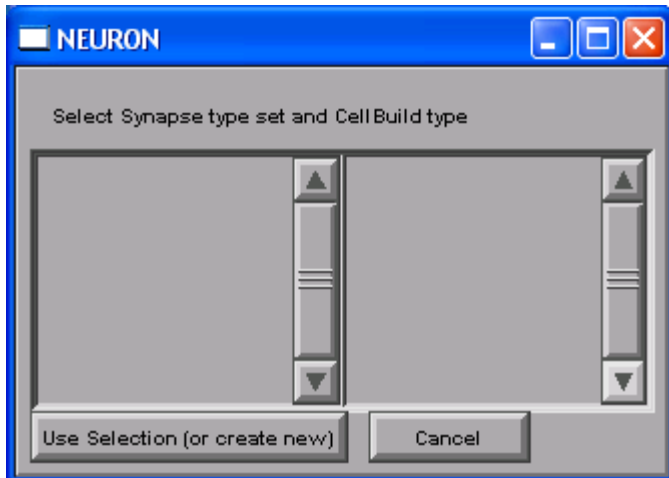 NEURON
Select Synapse type set and CellBuild type
Use Selection (or create new)
Cancel